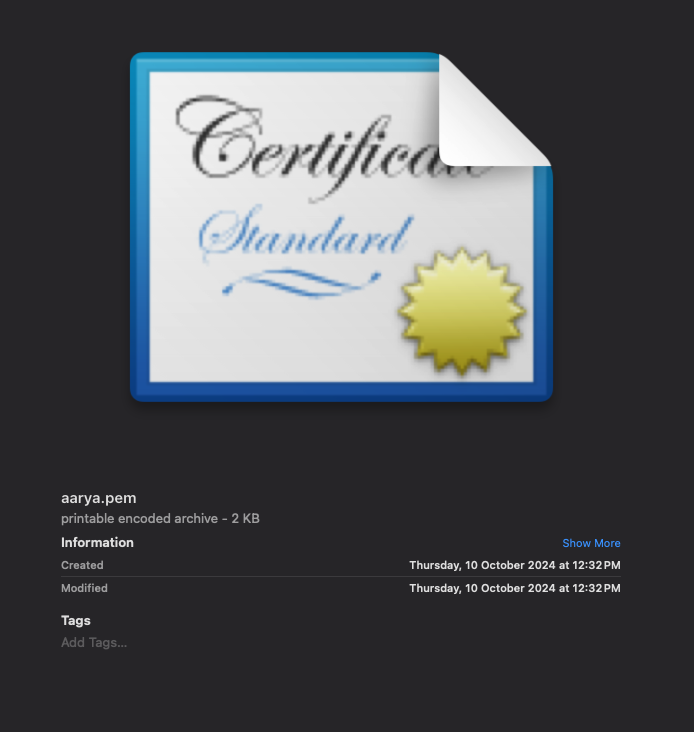 Certificate
Standard
aarya.pem
printable encoded archive - 2 KB
Information
Show More
Created
Thursday, 10 October 2024 at 12:32 PM
Modified
Thursday, 10 October 2024 at 12:32 PM
Tags
Add Tags...